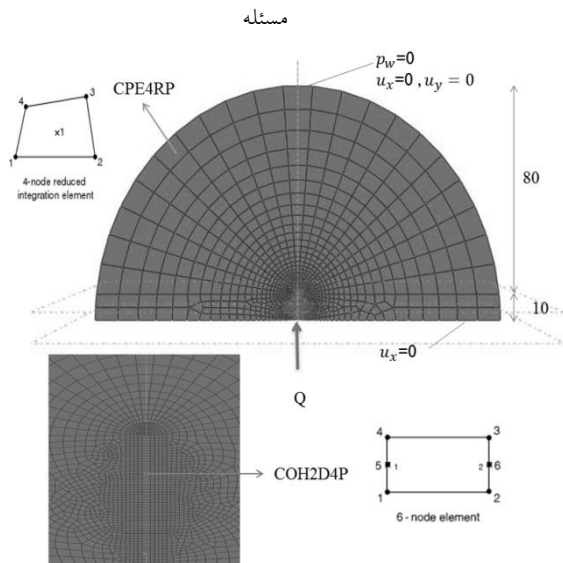 مسئله
p_w=0
u_x=0 , u_y = 0
CPE4RP
4
3
x1
1
2
4-node reduced
integration element
80
10
u_x=0
Q
COH2D4P
4
3
5
1
2
6
1
2
6-node element